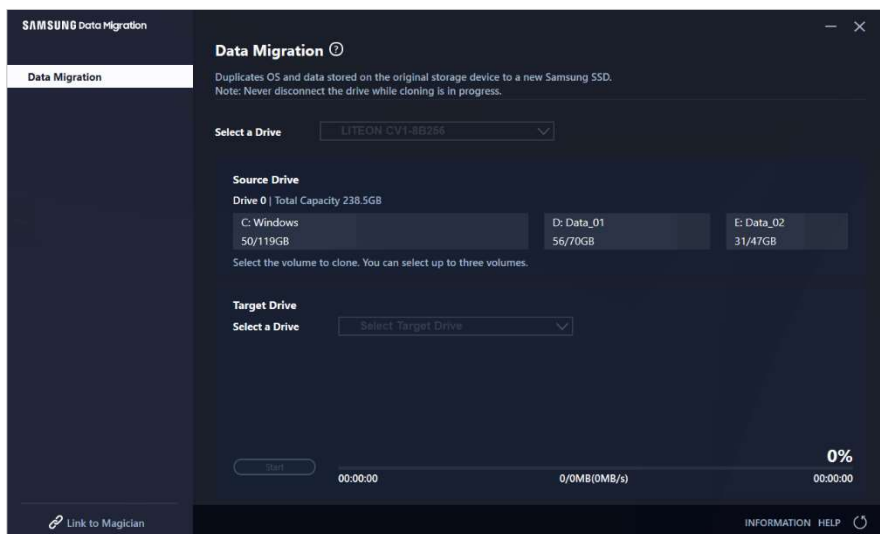 SAMSUNG Data Migration
Data Migration
Data Migration ?
Duplicates OS and data stored on the original storage device to a new Samsung SSD.
Note: Never disconnect the drive while cloning is in progress.
Select a Drive LITEON CV1-8B256
Source Drive
Drive 0 | Total Capacity 238.5GB
C: Windows D: Data_01 E: Data_02
50/119GB 56/70GB 31/47GB
Select the volume to clone. You can select up to three volumes.
Target Drive
Select a Drive Select Target Drive
0%
Start
00:00:00 0/0MB(0MB/s) 00:00:00
Link to Magician INFORMATION HELP